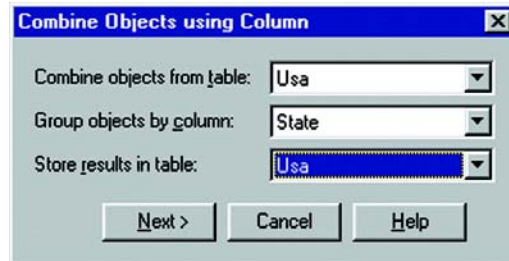 Combine Objects using Column
Combine objects from table: Usa
Group objects by column: State
Store results in table: Usa
Next > Cancel Help